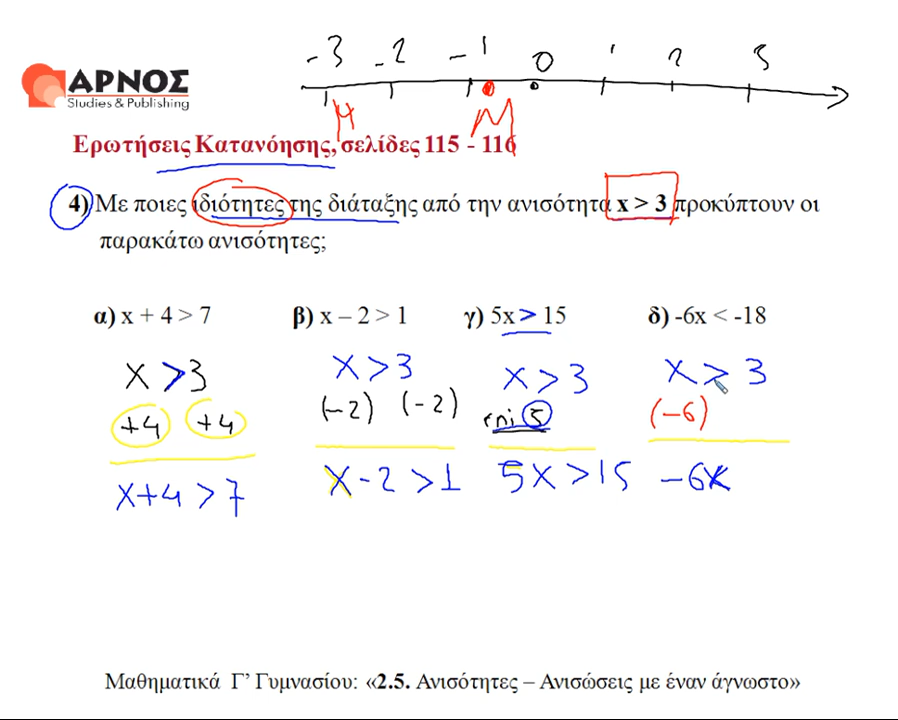 -3 -2 -1 0 1 2 3
ΑΡΝΟΣ
Studies & Publishing
Μ Μ
Ερωτήσεις Κατανόησης, σελίδες 115 - 116
4) Με ποιες ιδιότητες της διάταξης από την ανισότητα x > 3 προκύπτουν οι
παρακάτω ανισότητες;
α) x + 4 > 7 β) x – 2 > 1 γ) 5x > 15 δ) -6x < -18
x > 3 x > 3 x > 3 x > 3
+4 +4 (-2) (-2) επί 5 (-6)
x+4 > 7 x-2 > 1 5x > 15 -6x
Μαθηματικά Γ’ Γυμνασίου: «2.5. Ανισότητες – Ανισώσεις με έναν άγνωστο»